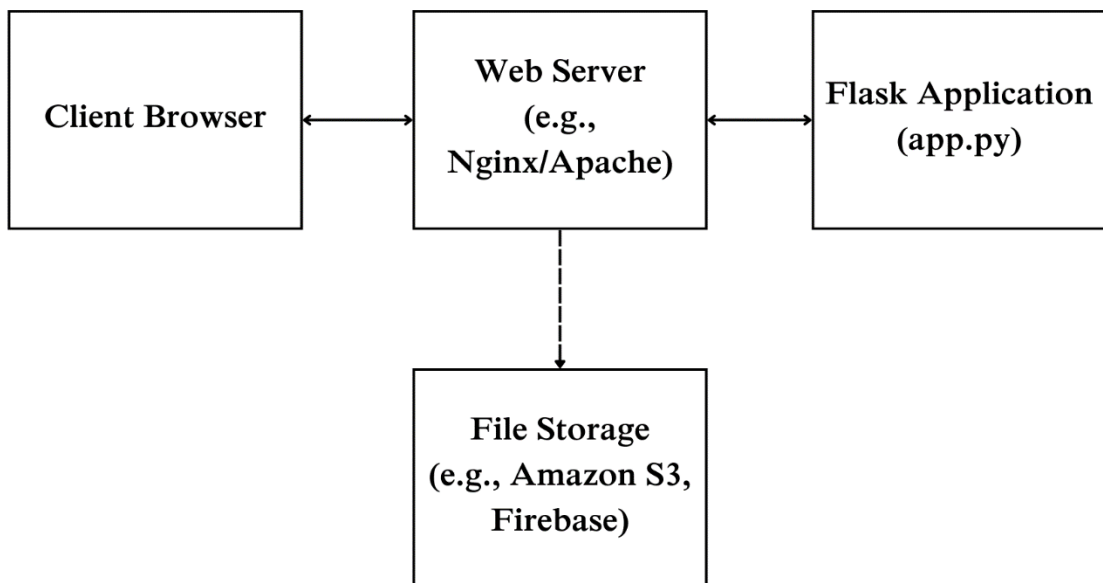 Client Browser
Web Server
(e.g.,
Nginx/Apache)
Flask Application
(app.py)
File Storage
(e.g., Amazon S3,
Firebase)